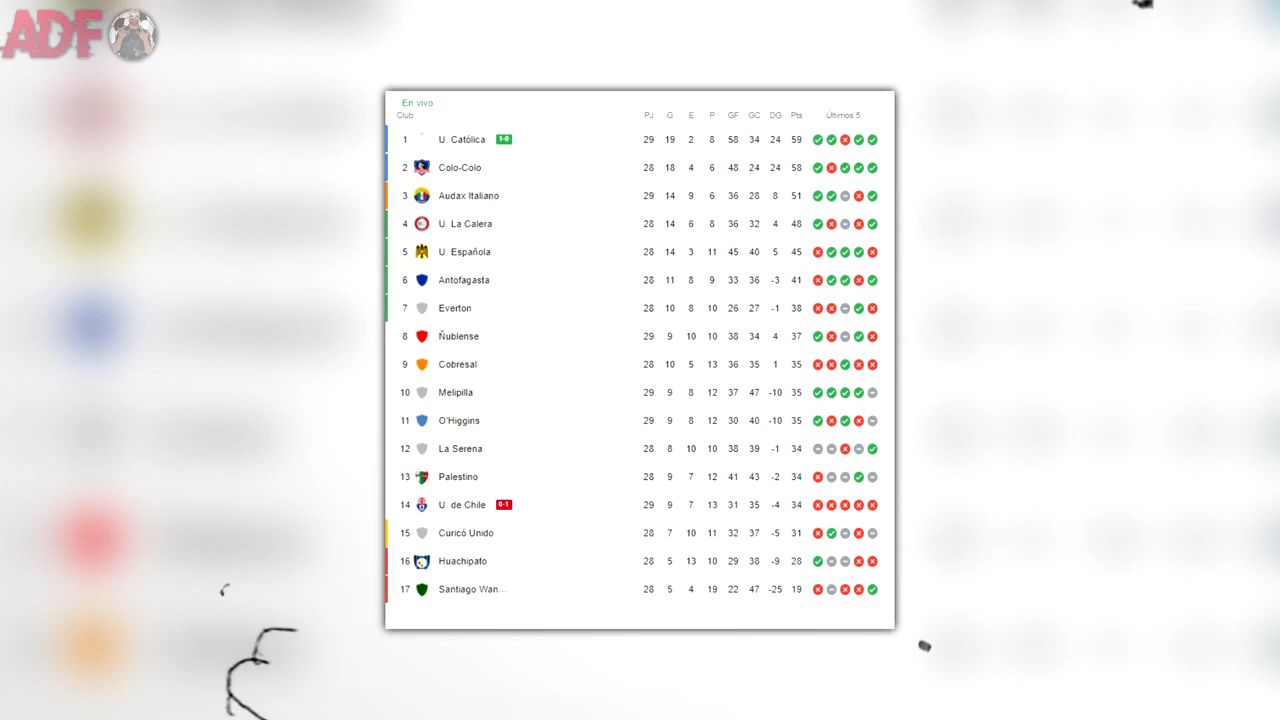 ADF
En vivo
Club PJ G E P GF GC DG Pts Últimos 5
1 U. Católica 1-0 29 19 2 8 58 34 24 59
2 Colo-Colo 28 18 4 6 48 24 24 58
3 Audax Italiano 29 14 9 6 36 28 8 51
4 U. La Calera 28 14 6 8 36 32 4 48
5 U. Española 28 14 3 11 45 40 5 45
6 Antofagasta 28 11 8 9 33 36 -3 41
7 Everton 28 10 8 10 26 27 -1 38
8 Ñublense 29 9 10 10 38 34 4 37
9 Cobresal 28 10 5 13 36 35 1 35
10 Melipilla 29 9 8 12 37 47 -10 35
11 O'Higgins 29 9 8 12 30 40 -10 35
12 La Serena 28 8 10 10 38 39 -1 34
13 Palestino 28 9 7 12 41 43 -2 34
14 U. de Chile 0-1 29 9 7 13 31 35 -4 34
15 Curicó Unido 28 7 10 11 32 37 -5 31
16 Huachipato 28 5 13 10 29 38 -9 28
17 Santiago Wan... 28 5 4 19 22 47 -25 19